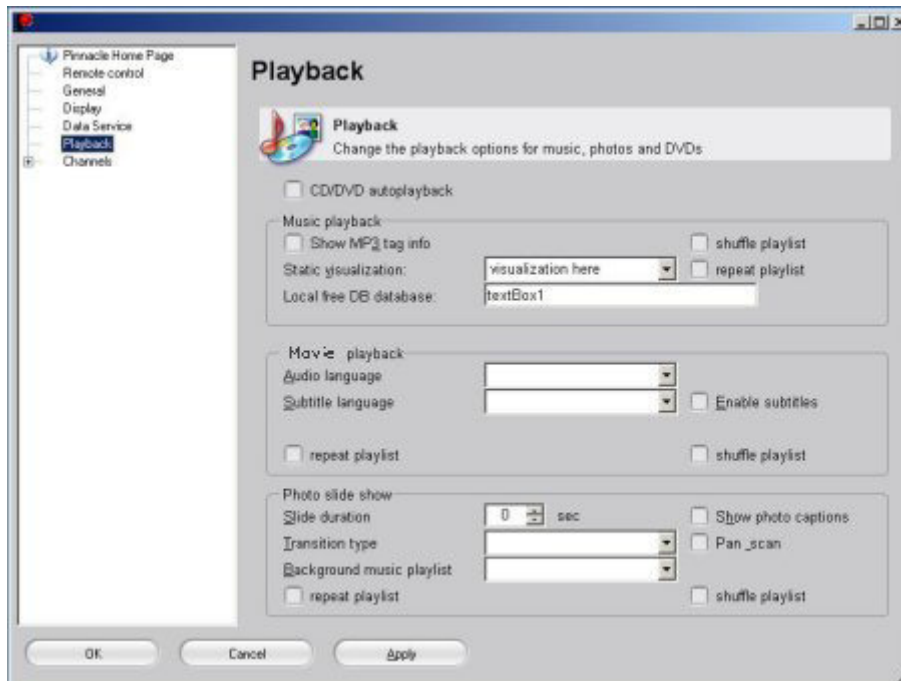 Pinnacle Home Page
Remote control
General
Display
Data Service
Playback
Channels
Playback
Playback
Change the playback options for music, photos and DVDs
CD/DVD autoplayback
Music playback
Show MP3 tag info
shuffle playlist
Static visualization:
visualization here
repeat playlist
Local free DB database:
textBox1
Movie playback
Audio language
Subtitle language
Enable subtitles
repeat playlist
shuffle playlist
Photo slide show
Slide duration
0
sec
Show photo captions
Transition type
Pan _scan
Background music playlist
repeat playlist
shuffle playlist
OK
Cancel
Apply